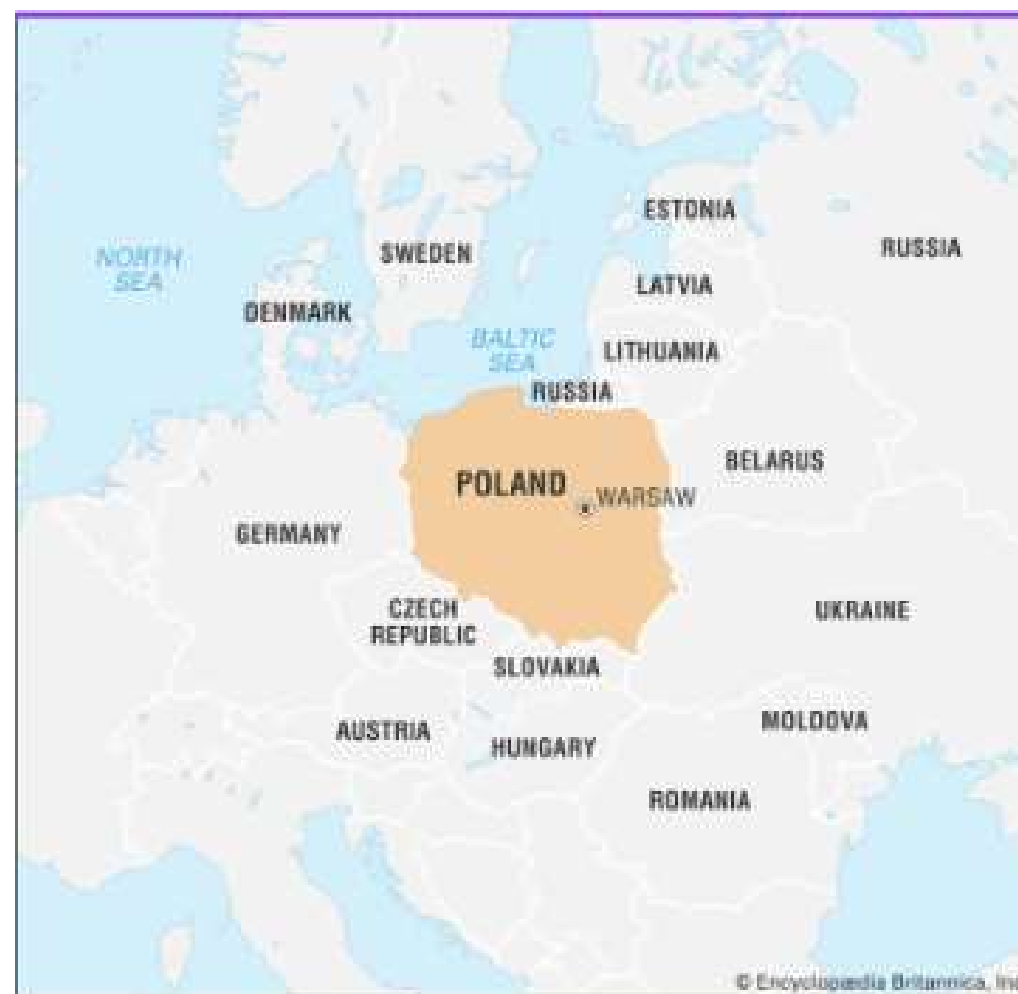 ESTONIA
RUSSIA
NORTH
SEA
SWEDEN
LATVIA
DENMARK
BALTIC
SEA
LITHUANIA
RUSSIA
POLAND
WARSAW
BELARUS
GERMANY
CZECH
REPUBLIC
UKRAINE
SLOVAKIA
AUSTRIA
HUNGARY
MOLDOVA
ROMANIA
© Encyclopædia Britannica, Inc